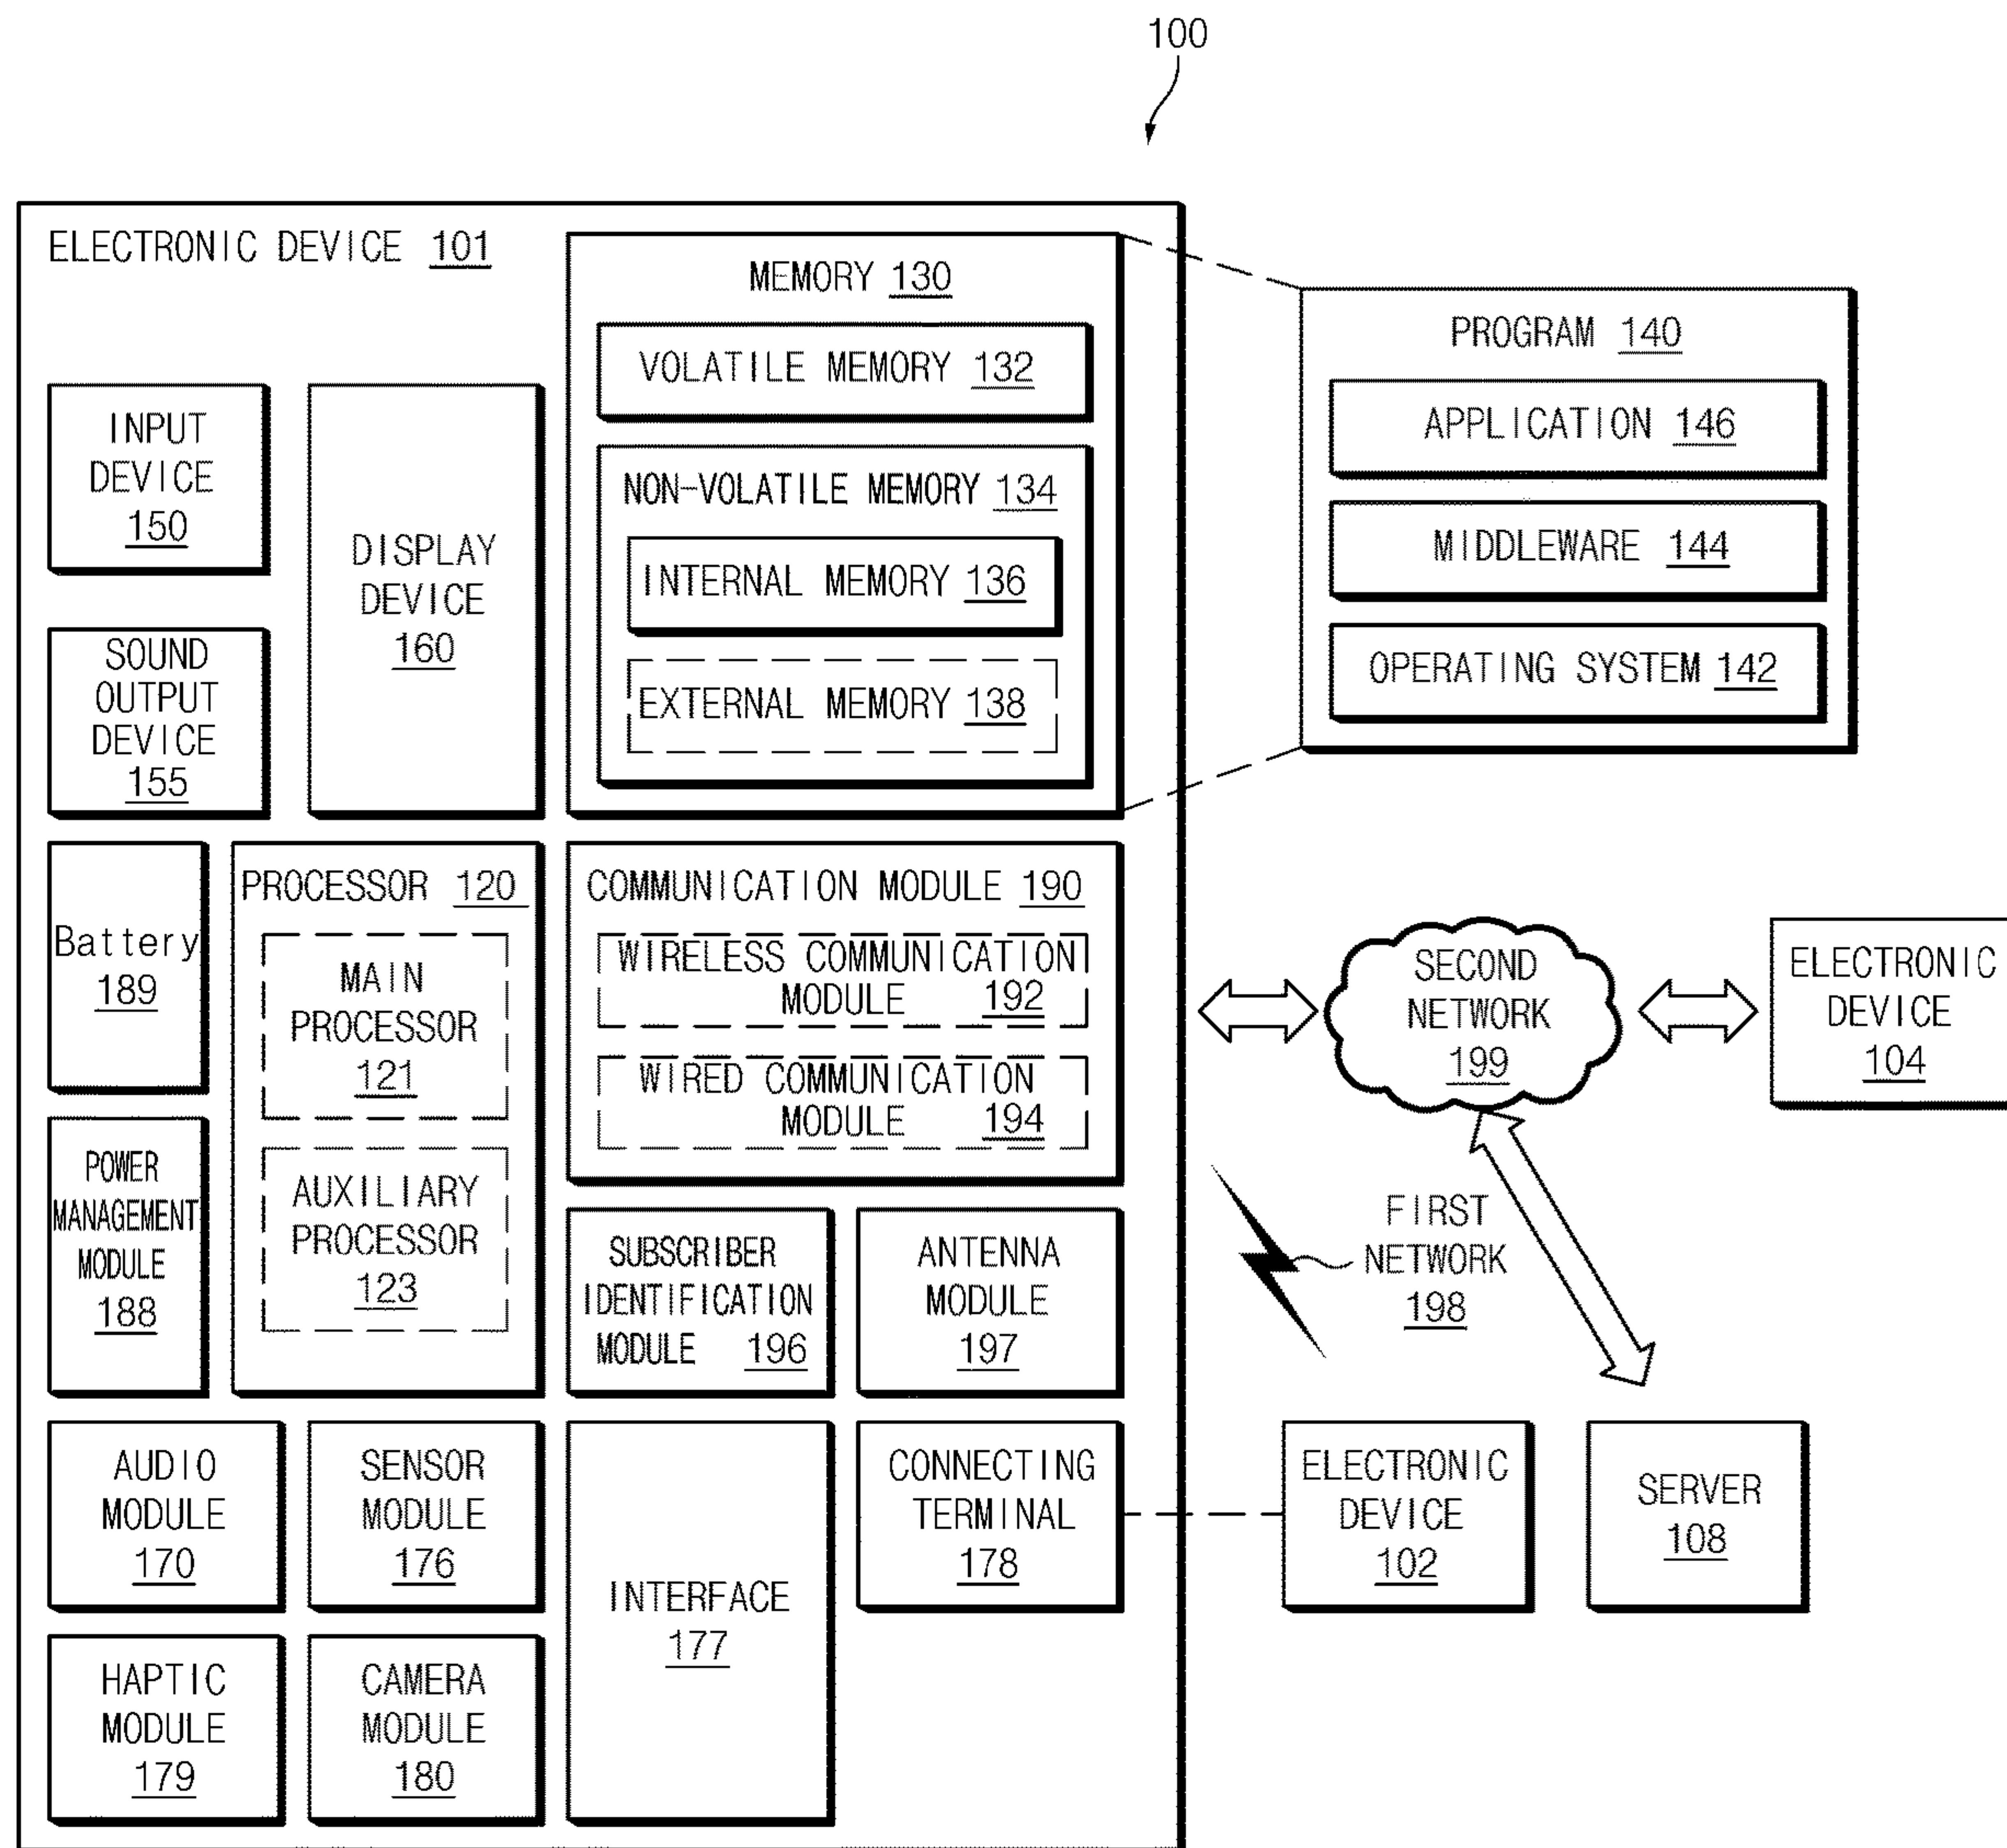 100
ELECTRONIC DEVICE 101
MEMORY 130
VOLATILE MEMORY 132
NON-VOLATILE MEMORY 134
INTERNAL MEMORY 136
EXTERNAL MEMORY 138
PROGRAM 140
APPLICATION 146
MIDDLEWARE 144
OPERATING SYSTEM 142
INPUT
DEVICE
150
DISPLAY
DEVICE
160
SOUND
OUTPUT
DEVICE
155
Battery
189
PROCESSOR 120
MAIN
PROCESSOR
121
AUXILIARY
PROCESSOR
123
POWER
MANAGEMENT
MODULE
188
COMMUNICATION MODULE 190
WIRELESS COMMUNICATION
MODULE 192
WIRED COMMUNICATION
MODULE 194
SUBSCRIBER
IDENTIFICATION
MODULE 196
ANTENNA
MODULE
197
SECOND
NETWORK
199
ELECTRONIC
DEVICE
104
FIRST
NETWORK
198
AUDIO
MODULE
170
SENSOR
MODULE
176
INTERFACE
177
CONNECTING
TERMINAL
178
ELECTRONIC
DEVICE
102
SERVER
108
HAPTIC
MODULE
179
CAMERA
MODULE
180